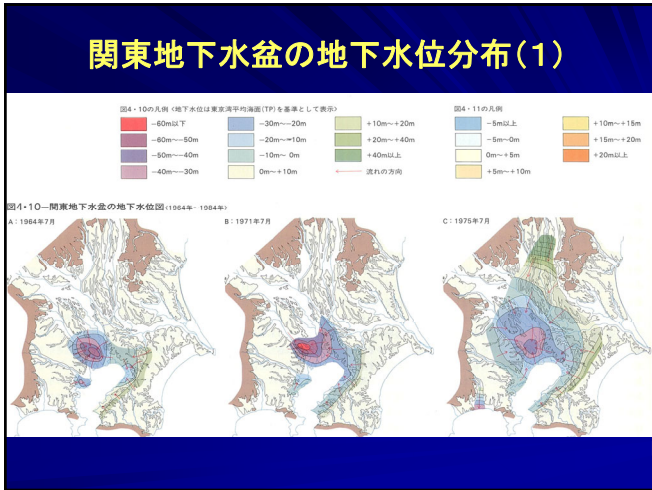 関東地下水盆の地下水位分布（１）
図4・10の凡例〈地下水位は東京湾平均海面(TP)を基準として表示〉
−60m以下
−60m〜−50m
−50m〜−40m
−40m〜−30m
−30m〜−20m
−20m〜−10m
−10m〜 0m
0m〜+10m
+10m〜+20m
+20m〜+40m
+40m以上
流れの方向
図4・11の凡例
−5m以上
−5m〜0m
0m〜+5m
+5m〜+10m
+10m〜+15m
+15m〜+20m
+20m以上
図4・10—関東地下水盆の地下水位図〈1964年−1984年〉
A：1964年7月
B：1971年7月
C：1975年7月